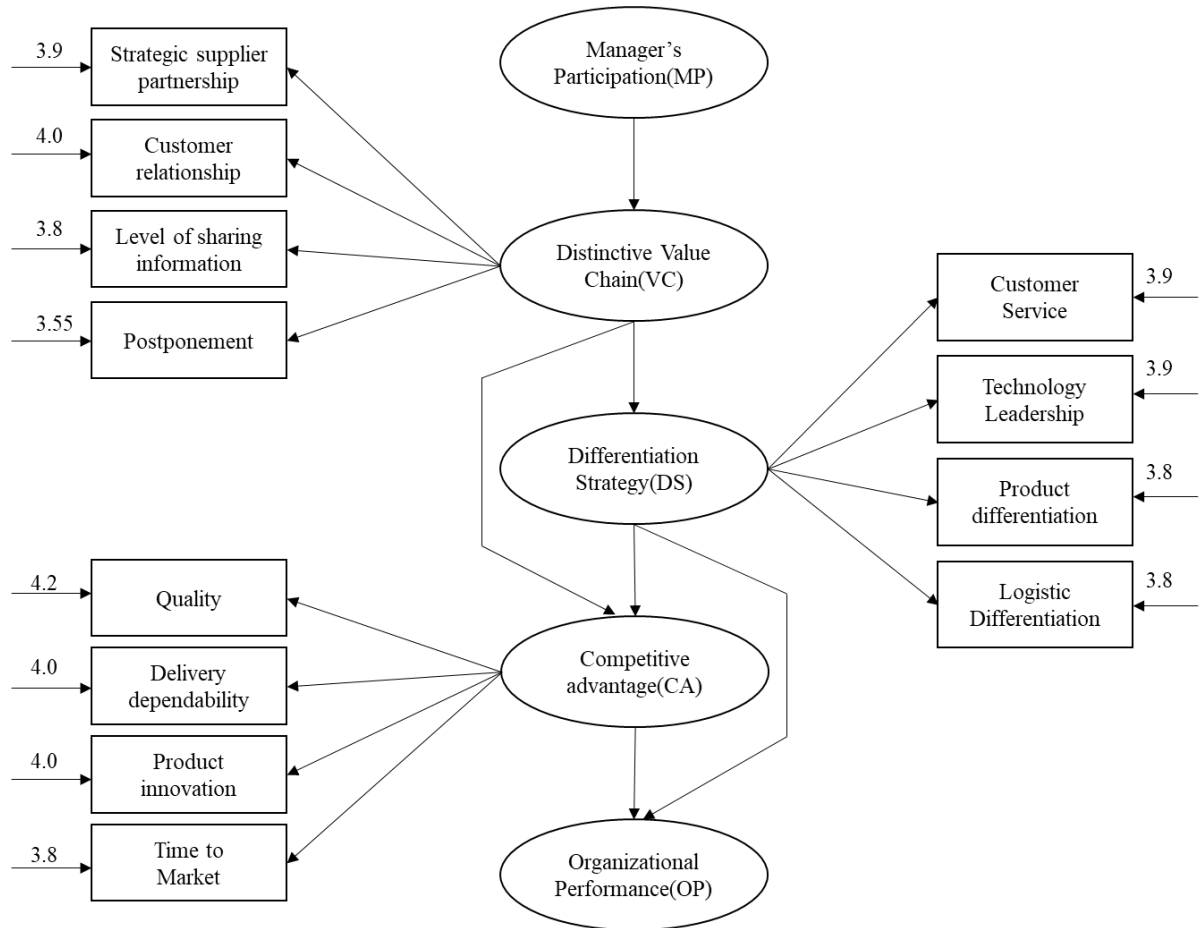 3.9
Strategic supplier
partnership
4.0
Customer
relationship
3.8
Level of sharing
information
3.55
Postponement
Manager’s
Participation(MP)
Distinctive Value
Chain(VC)
Differentiation
Strategy(DS)
Customer
Service
3.9
Technology
Leadership
3.9
Product
differentiation
3.8
Logistic
Differentiation
3.8
4.2
Quality
4.0
Delivery
dependability
4.0
Product
innovation
3.8
Time to
Market
Competitive
advantage(CA)
Organizational
Performance(OP)